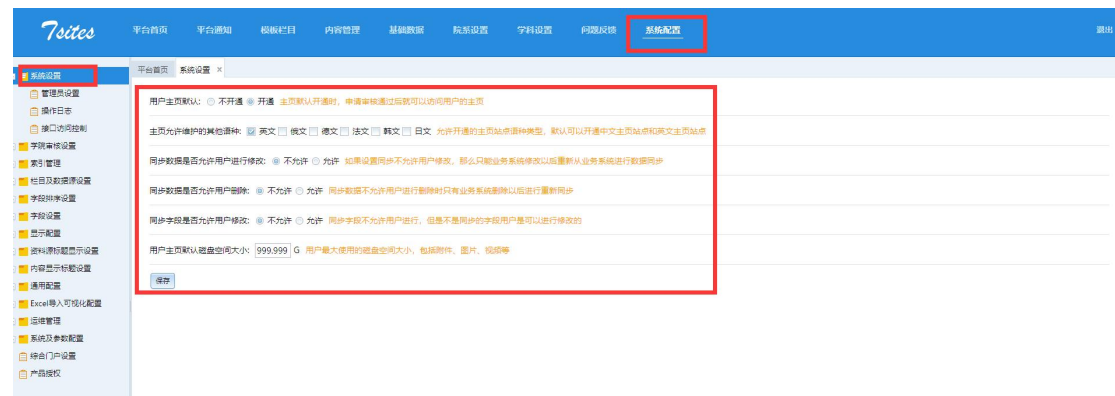 Tsites
平台首页 平台通知 模板栏目 内容管理 基础数据 院系设置 学科设置 问题反馈 系统配置 退出
平台首页 系统设置 ×
系统设置
管理员设置
操作日志
接口访问控制
学院审核设置
索引管理
栏目及数据源设置
字段排序设置
字段设置
显示配置
资料源标题显示设置
内容显示标题设置
通用配置
Excel导入可视化配置
运维管理
系统及参数配置
综合门户设置
产品授权
用户主页默认: 不开通 开通 主页默认开通时，申请审核通过后就可以访问用户的主页
主页允许维护的其他语种: 英文 俄文 德文 法文 韩文 日文 允许开通的主页站点语种类型，默认可以开通中文主页站点和英文主页站点
同步数据是否允许用户进行修改: 不允许 允许 如果设置同步不允许用户修改，那么只能业务系统修改以后重新从业务系统进行数据同步
同步数据是否允许用户删除: 不允许 允许 同步数据不允许用户进行删除时只有业务系统删除以后进行重新同步
同步字段是否允许用户修改: 不允许 允许 同步字段不允许用户进行，但是不是同步的字段用户是可以进行修改的
用户主页默认磁盘空间大小: 999.999 G 用户最大使用的磁盘空间大小，包括附件、图片、视频等
保存